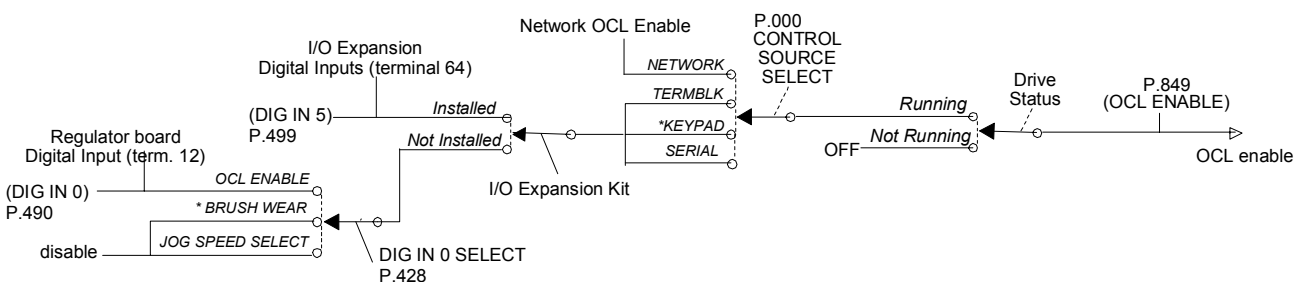 Network OCL Enable
P.000
CONTROL
SOURCE
SELECT
I/O Expansion
Digital Inputs (terminal 64)
NETWORK
TERMBLK
*KEYPAD
SERIAL
Drive
Status
P.849
(OCL ENABLE)
(DIG IN 5)
P.499
Installed
Not Installed
Running
Not Running
OFF
OCL enable
Regulator board
Digital Input (term. 12)
I/O Expansion Kit
(DIG IN 0)
P.490
OCL ENABLE
* BRUSH WEAR
JOG SPEED SELECT
disable
DIG IN 0 SELECT
P.428